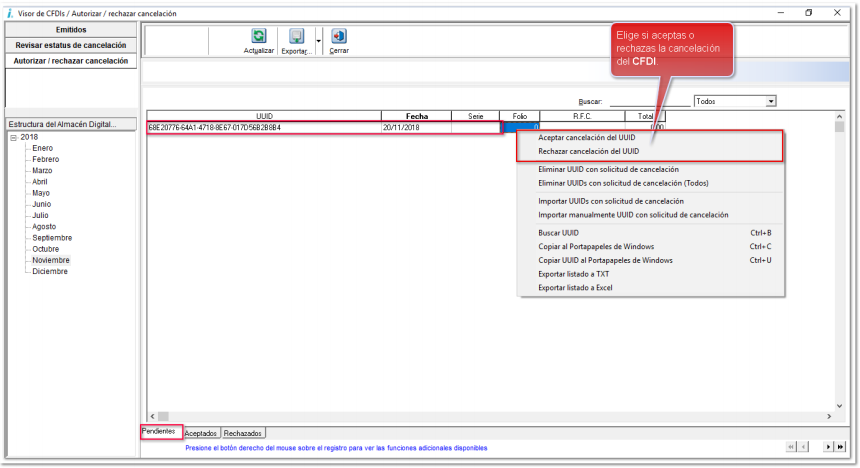 Visor de CFDIs / Autorizar / rechazar cancelación
Emitidos
Revisar estatus de cancelación
Autorizar / rechazar cancelación
Actualizar
Exportar...
Cerrar
Elige si aceptas o
rechazas la cancelación
del CFDI.
Buscar:
Todos
Estructura del Almacén Digital...
2018
Enero
Febrero
Marzo
Abril
Mayo
Junio
Julio
Agosto
Septiembre
Octubre
Noviembre
Diciembre
UUID Fecha Serie Folio R.F.C. Total
68E20776-64A1-4718-8E67-017D56B2B8B4 20/11/2018 0
Aceptar cancelación del UUID
Rechazar cancelación del UUID
Eliminar UUID con solicitud de cancelación
Eliminar UUIDs con solicitud de cancelación (Todos)
Importar UUIDs con solicitud de cancelación
Importar manualmente UUID con solicitud de cancelación
Buscar UUID Ctrl+B
Copiar al Portapapeles de Windows Ctrl+C
Copiar UUID al Portapapeles de Windows Ctrl+U
Exportar listado a TXT
Exportar listado a Excel
Pendientes Aceptados Rechazados
Presione el botón derecho del mouse sobre el registro para ver las funciones adicionales disponibles